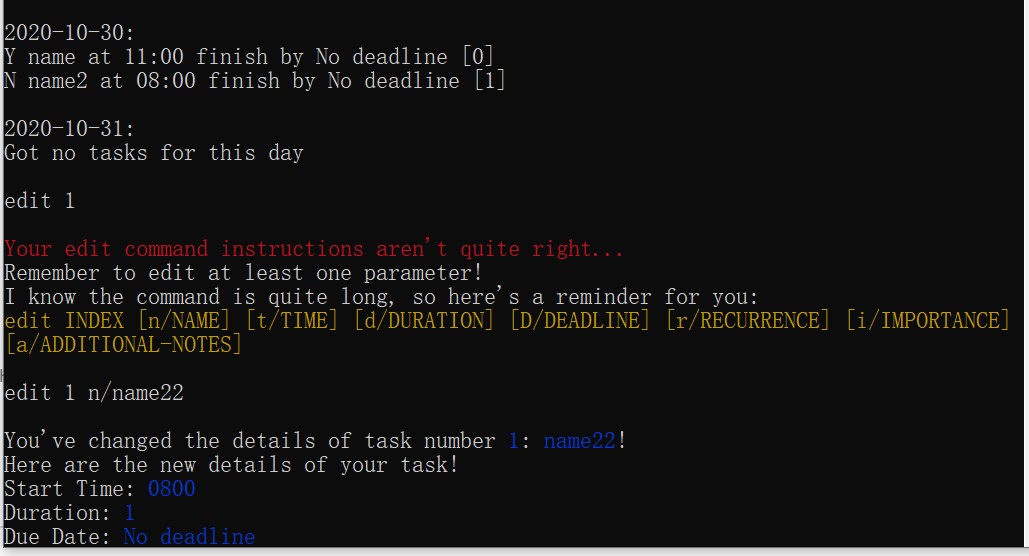 2020-10-30:
Y name at 11:00 finish by No deadline [0]
N name2 at 08:00 finish by No deadline [1]
2020-10-31:
Got no tasks for this day
edit 1
Your edit command instructions aren't quite right...
Remember to edit at least one parameter!
I know the command is quite long, so here's a reminder for you:
edit INDEX [n/NAME] [t/TIME] [d/DURATION] [D/DEADLINE] [r/RECURRENCE] [i/IMPORTANCE]
[a/ADDITIONAL-NOTES]
edit 1 n/name22
You've changed the details of task number 1: name22!
Here are the new details of your task!
Start Time: 0800
Duration: 1
Due Date: No deadline